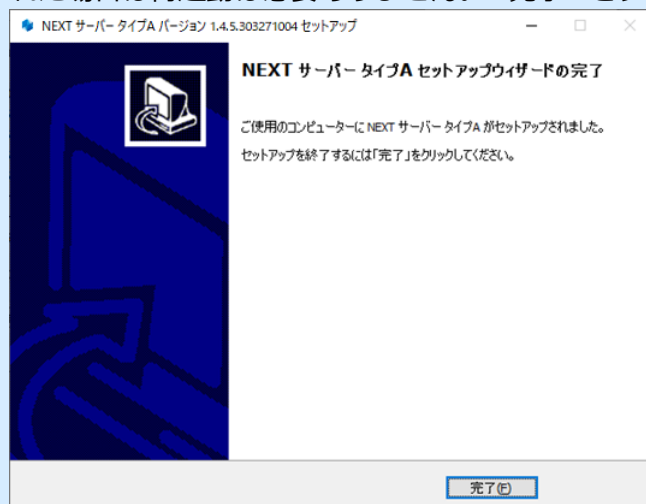 NEXT サーバー タイプA バージョン 1.4.5.303271004 セットアップ
NEXT サーバー タイプA セットアップウィザードの完了
ご使用のコンピューターに NEXT サーバー タイプA がセットアップされました。
セットアップを終了するには「完了」をクリックしてください。
完了(F)